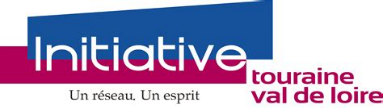 Initiative
touraine
Un réseau. Un esprit
val de loire